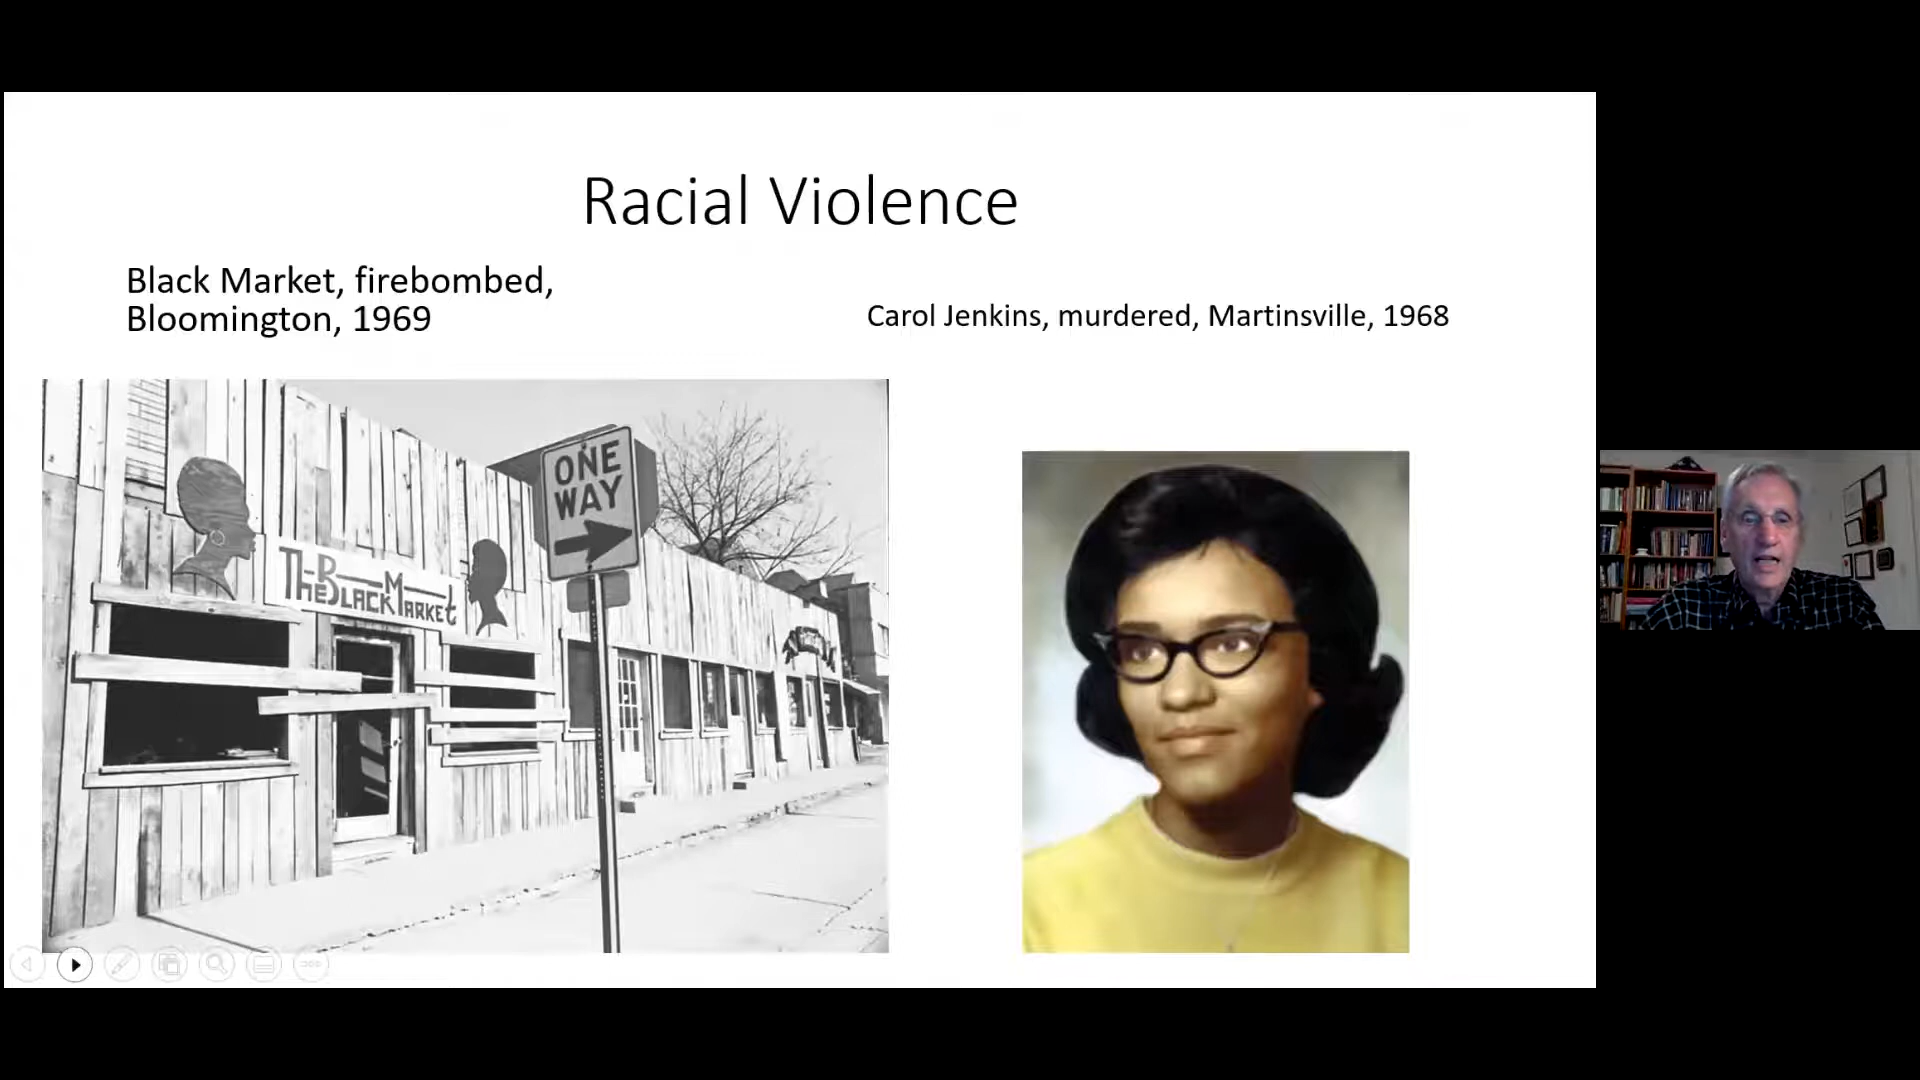 Racial Violence
Black Market, firebombed,
Bloomington, 1969
Carol Jenkins, murdered, Martinsville, 1968
ONE
WAY
THE BLACK MARKET